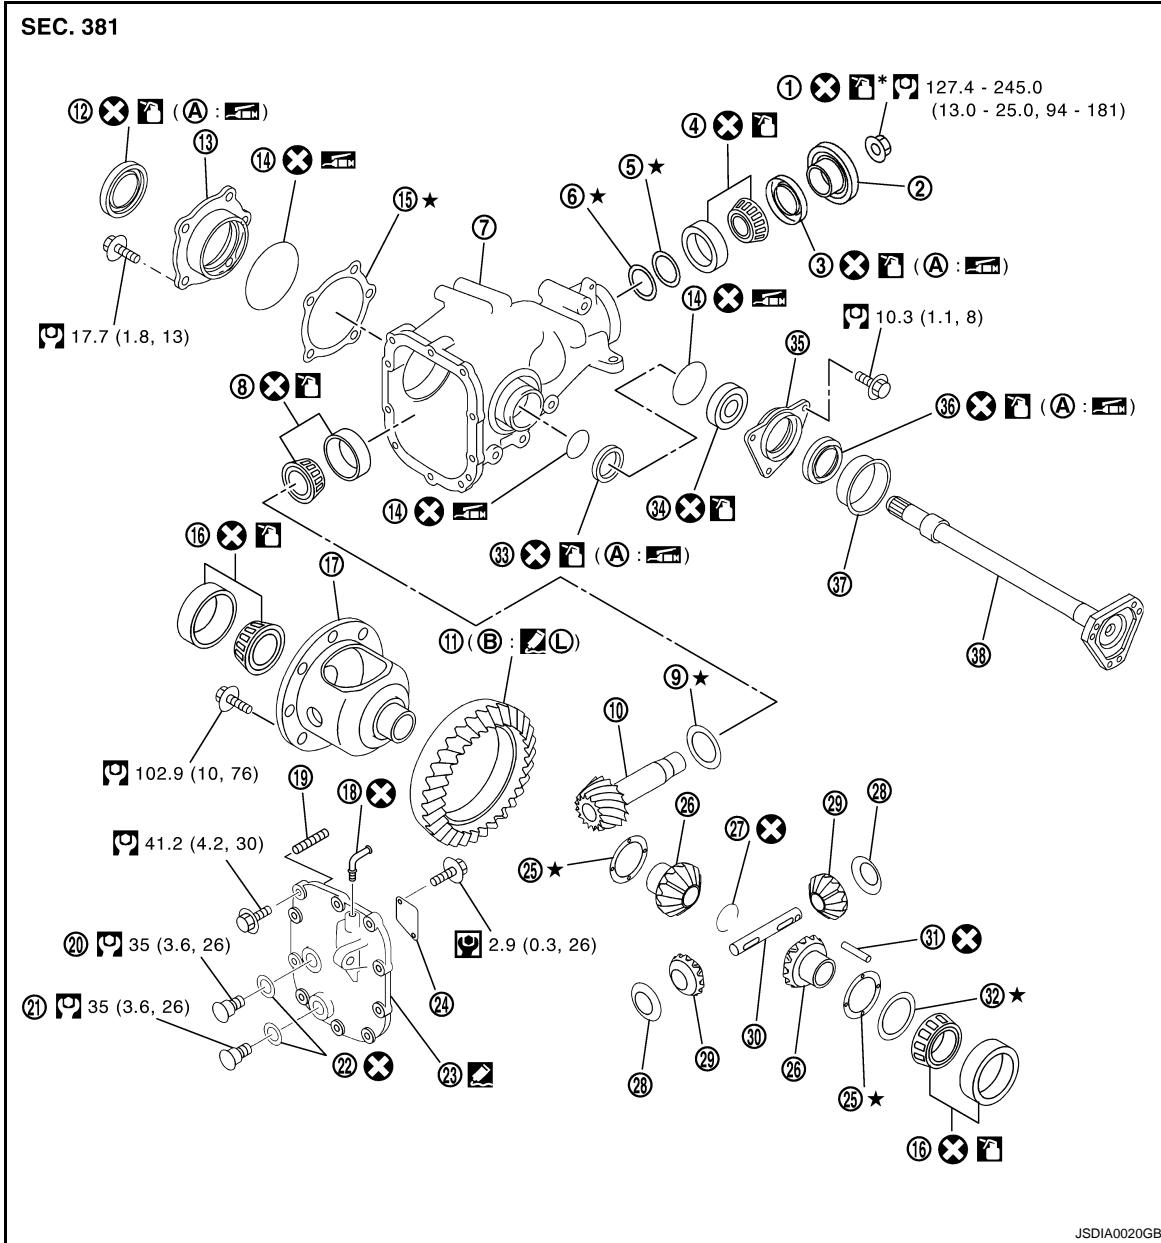 SEC. 381
1 * 127.4 - 245.0
(13.0 - 25.0, 94 - 181)
12 ( A : )
13
4
14
5 ★
2
15 ★
6 ★
7
3 ( A : )
14
10.3 (1.1, 8)
17.7 (1.8, 13)
35
8
36 ( A : )
14
34
16
33 ( A : )
17
37
11 ( B : L )
38
9 ★
10
102.9 (10, 76)
19
18
26
29
28
27
41.2 (4.2, 30)
25 ★
20 35 (3.6, 26)
2.9 (0.3, 26)
31
24
32 ★
21 35 (3.6, 26)
30
22
23
29
26
28
25 ★
16
JSDIA0020GB